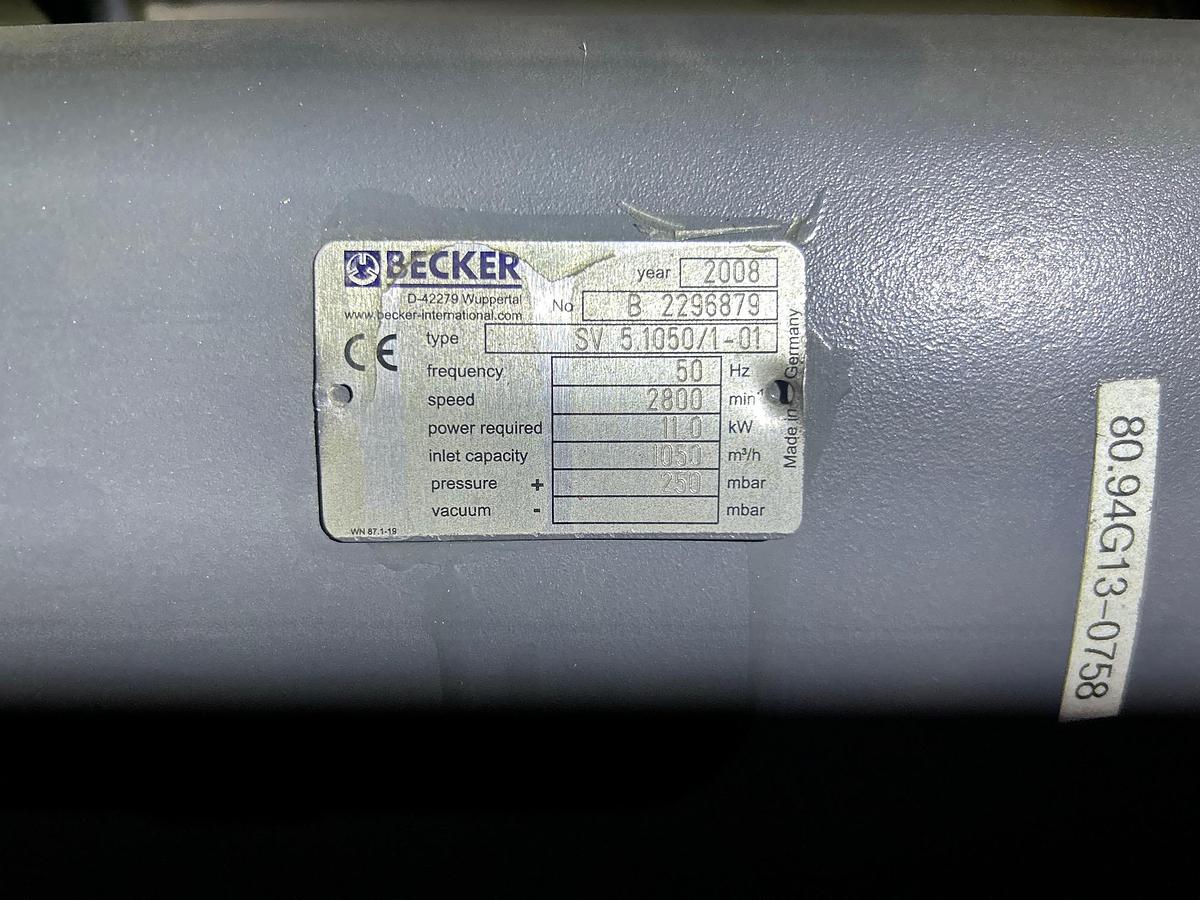 BECKER
D-42279 Wuppertal
www.becker-international.com
year 2008
No B 2296879
type SV 5.1050/1-01
CE
frequency 50 Hz
speed 2800 min⁻¹
power required 11.0 kW
inlet capacity 1050 m³/h
pressure + 250 mbar
vacuum - mbar
WN 87.1-19
Made in Germany
80.94G13-0758